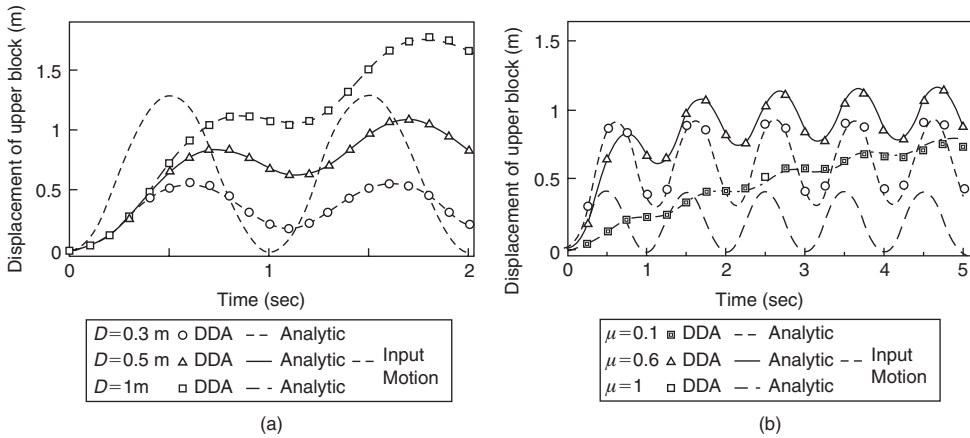 Displacement of upper block (m)
1.5
1
0.5
0
0
1
2
Time (sec)
D=0.3 m DDA Analytic
D=0.5 m DDA Analytic Input
D=1m DDA Analytic Motion
(a)
Displacement of upper block (m)
1.5
1
0.5
0
0 1 2 3 4 5
Time (sec)
μ=0.1 DDA Analytic
μ=0.6 DDA Analytic Input
μ=1 DDA Analytic Motion
(b)